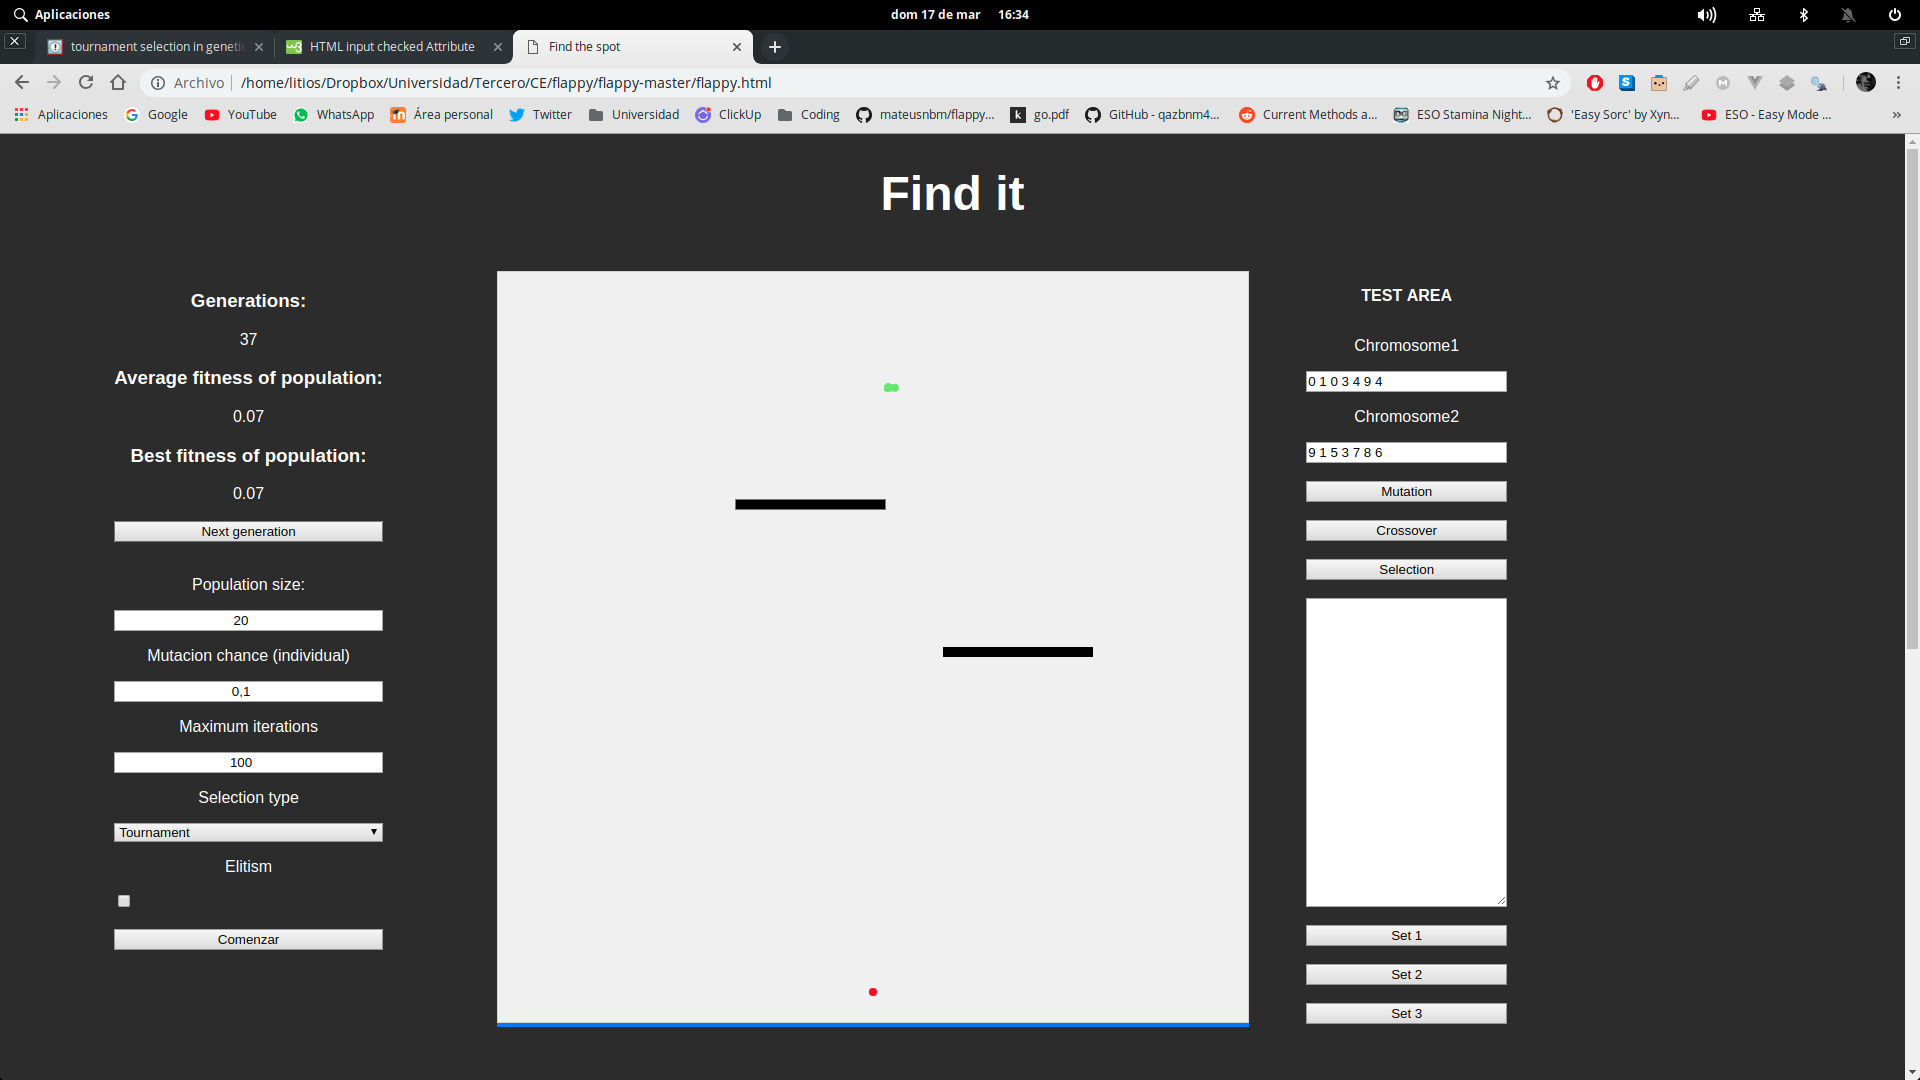 Aplicaciones
dom 17 de mar 16:34
tournament selection in geneti
HTML input checked Attribute
Find the spot
Archivo
/home/litios/Dropbox/Universidad/Tercero/CE/flappy/flappy-master/flappy.html
Aplicaciones
Google
YouTube
WhatsApp
Área personal
Twitter
Universidad
ClickUp
Coding
mateusnbm/flappy...
go.pdf
GitHub - qazbnm4...
Current Methods a...
ESO Stamina Night...
'Easy Sorc' by Xyn...
ESO - Easy Mode ...
»
Find it
Generations:
37
Average fitness of population:
0.07
Best fitness of population:
0.07
Next generation
Population size:
20
Mutacion chance (individual)
0,1
Maximum iterations
100
Selection type
Tournament
Elitism
Comenzar
TEST AREA
Chromosome1
0 1 0 3 4 9 4
Chromosome2
9 1 5 3 7 8 6
Mutation
Crossover
Selection
Set 1
Set 2
Set 3